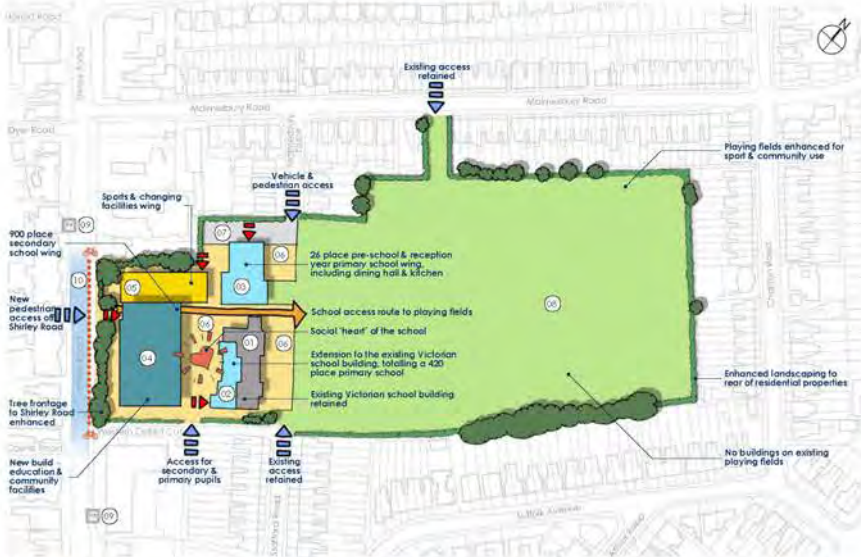 N
Existing access
retained
Malmesbury Road
Malmesbury Road
Dyer Road
Playing fields enhanced for
sport & community use
Vehicle &
pedestrian access
Sports & changing
facilities wing
900 place
secondary
school wing
09
07
06
26 place pre-school & reception
year primary school wing,
including dining hall & kitchen
10
05
03
New
pedestrian
access off
Shirley Road
School access route to playing fields
08
06
Social 'heart' of the school
01
06
04
Extension to the existing Victorian
school building, totalling a 420
place primary school
02
Existing Victorian school building
retained
Enhanced landscaping to
rear of residential properties
Tree frontage
to Shirley Road
enhanced
No buildings on existing
playing fields
New build
education &
community
facilities
Access for
secondary &
primary pupils
Existing
access
retained
09